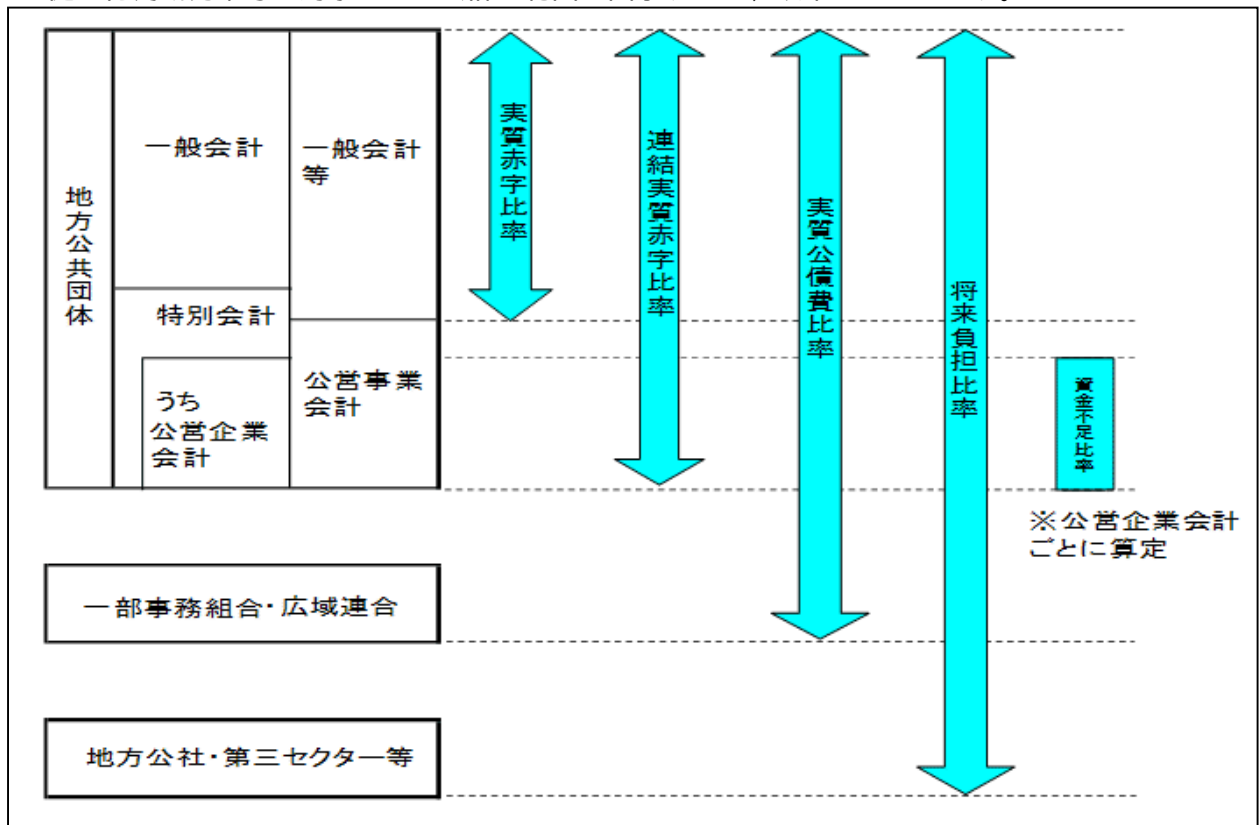 地方公共団体
一般会計
一般会計
等
特別会計
うち
公営企業
会計
公営事業
会計
実質赤字比率
連結実質赤字比率
実質公債費比率
将来負担比率
資金不足比率
※公営企業会計
ごとに算定
一部事務組合・広域連合
地方公社・第三セクター等